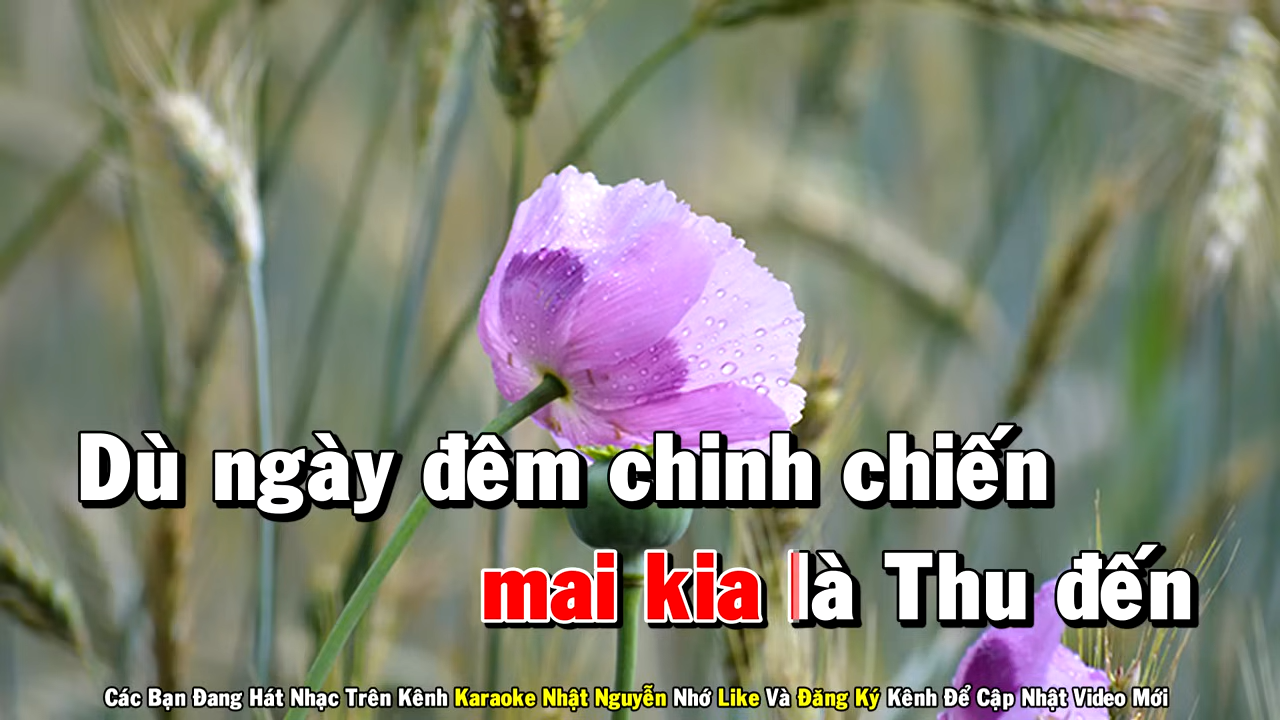 Dù ngày đêm chinh chiến
mai kia là Thu đến
Các Bạn Đang Hát Nhạc Trên Kênh Karaoke Nhật Nguyễn Nhớ Like Và Đăng Ký Kênh Để Cập Nhật Video Mới